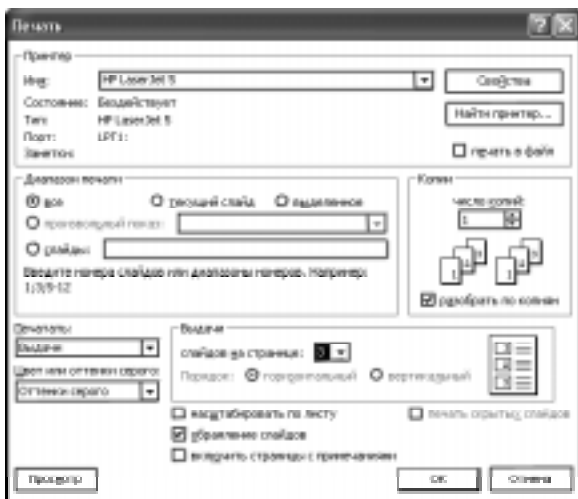 Печать
Принтер
Имя: HP LaserJet 5 Свойства
Состояние: Бездействует
Тип: HP LaserJet 5 Найти принтер...
Порт: LPT1:
Заметки: печать в файл
Диапазон печати Копии
все текущий слайд выделенное число копий:
произвольный показ: 1
слайды:
Введите номера слайдов или диапазоны номеров. Например:
1;3;5-12
разобрать по копиям
Печатать: Выдачи
Выдачи слайдов на странице: 3
Цвет или оттенки серого: Порядок: горизонтальный вертикальный
Оттенки серого
масштабировать по листу печать скрытых слайдов
обрамление слайдов
включить страницы с примечаниями
Просмотр ОК Отмена